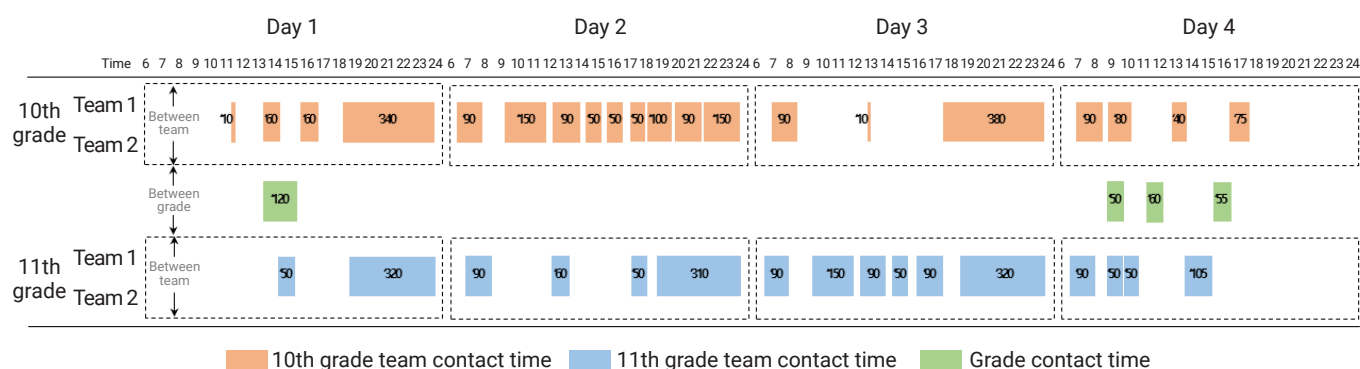 Day 1 Day 2 Day 3 Day 4
Time 6 7 8 9 10 11 12 13 14 15 16 17 18 19 20 21 22 23 24 6 7 8 9 10 11 12 13 14 15 16 17 18 19 20 21 22 23 24 6 7 8 9 10 11 12 13 14 15 16 17 18 19 20 21 22 23 24 6 7 8 9 10 11 12 13 14 15 16 17 18 19 20 21 22 23 24
10th grade
Team 1
Team 2
Between team
*10 *60 *60 *340 *90 *150 *90 *50 *50 *50 *100 *90 *150 *90 *10 *380 *90 *80 *40 *75
Between grade
*120 *50 *60 *55
11th grade
Team 1
Team 2
Between team
*50 *320 *90 *60 *50 *310 *90 *150 *90 *50 *90 *320 *90 *50 *50 *105
10th grade team contact time 11th grade team contact time Grade contact time